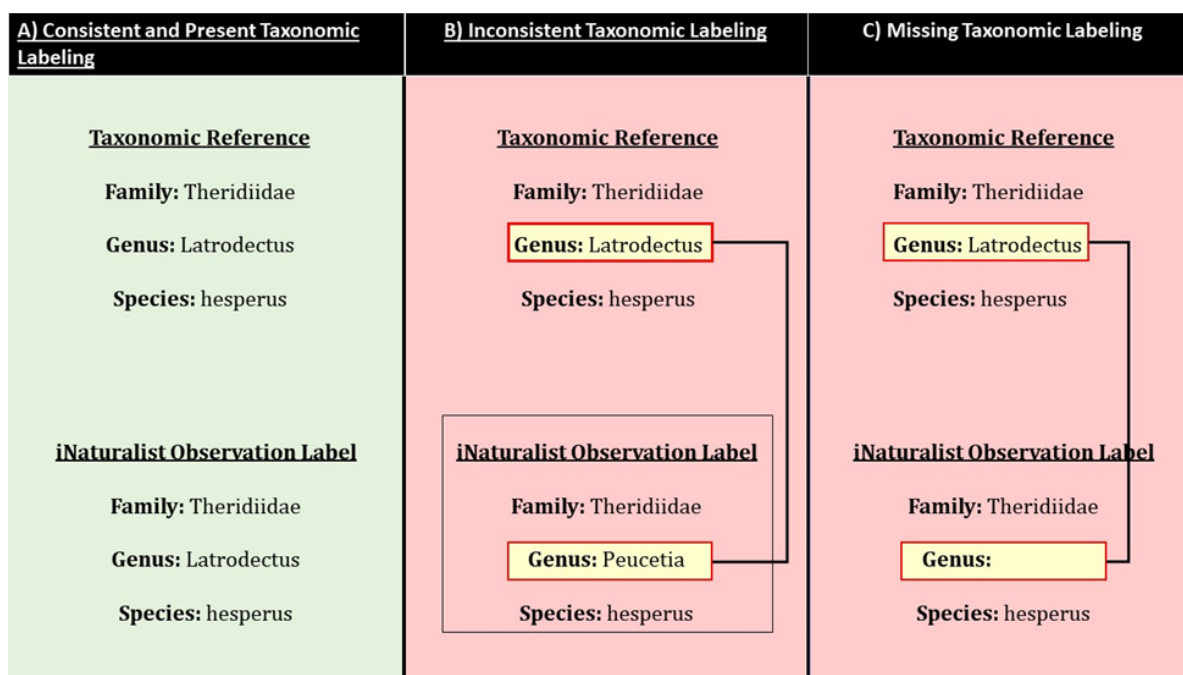 A) Consistent and Present Taxonomic
Labeling
Taxonomic Reference
Family: Theridiidae
Genus: Latrodectus
Species: hesperus
iNaturalist Observation Label
Family: Theridiidae
Genus: Latrodectus
Species: hesperus
B) Inconsistent Taxonomic Labeling
Taxonomic Reference
Family: Theridiidae
Genus: Latrodectus
Species: hesperus
iNaturalist Observation Label
Family: Theridiidae
Genus: Peucetia
Species: hesperus
C) Missing Taxonomic Labeling
Taxonomic Reference
Family: Theridiidae
Genus: Latrodectus
Species: hesperus
iNaturalist Observation Label
Family: Theridiidae
Genus:
Species: hesperus